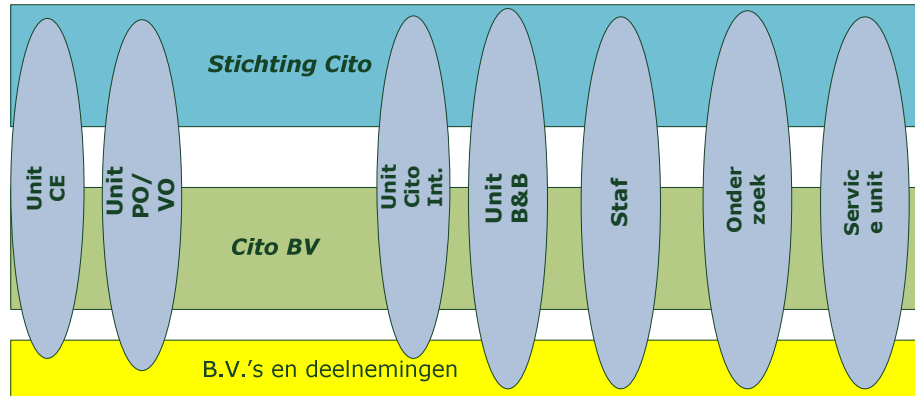 Stichting Cito
Unit
CE
Unit
PO/
VO
Unit
Cito
Int.
Unit
B&B
Staf
Onder
zoek
Servic
e unit
Cito BV
B.V.'s en deelnemingen